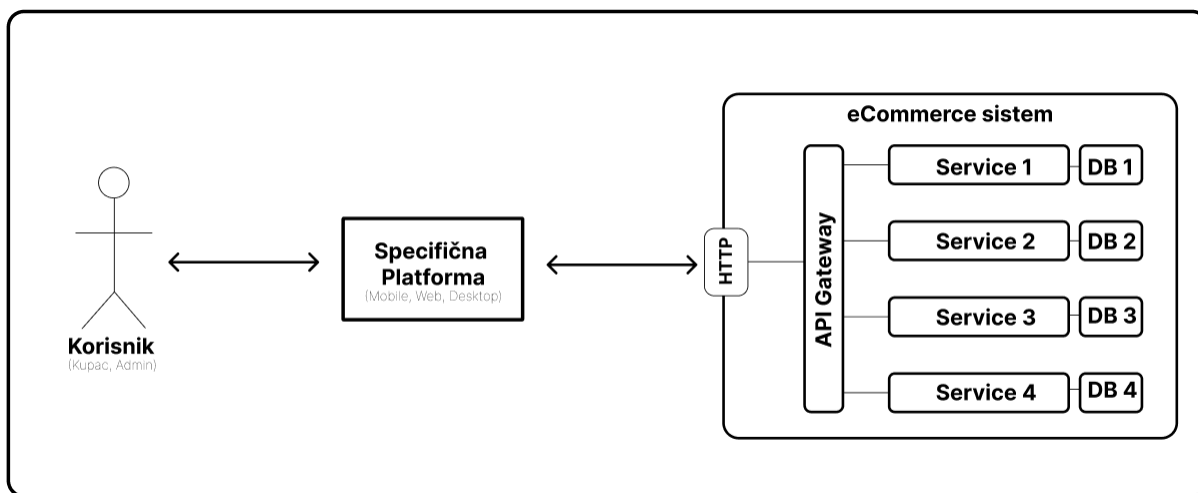 eCommerce sistem
Service 1
DB 1
Service 2
DB 2
Service 3
DB 3
Service 4
DB 4
API Gateway
HTTP
Specifična
Platforma
(Mobile, Web, Desktop)
Korisnik
(Kupac, Admin)